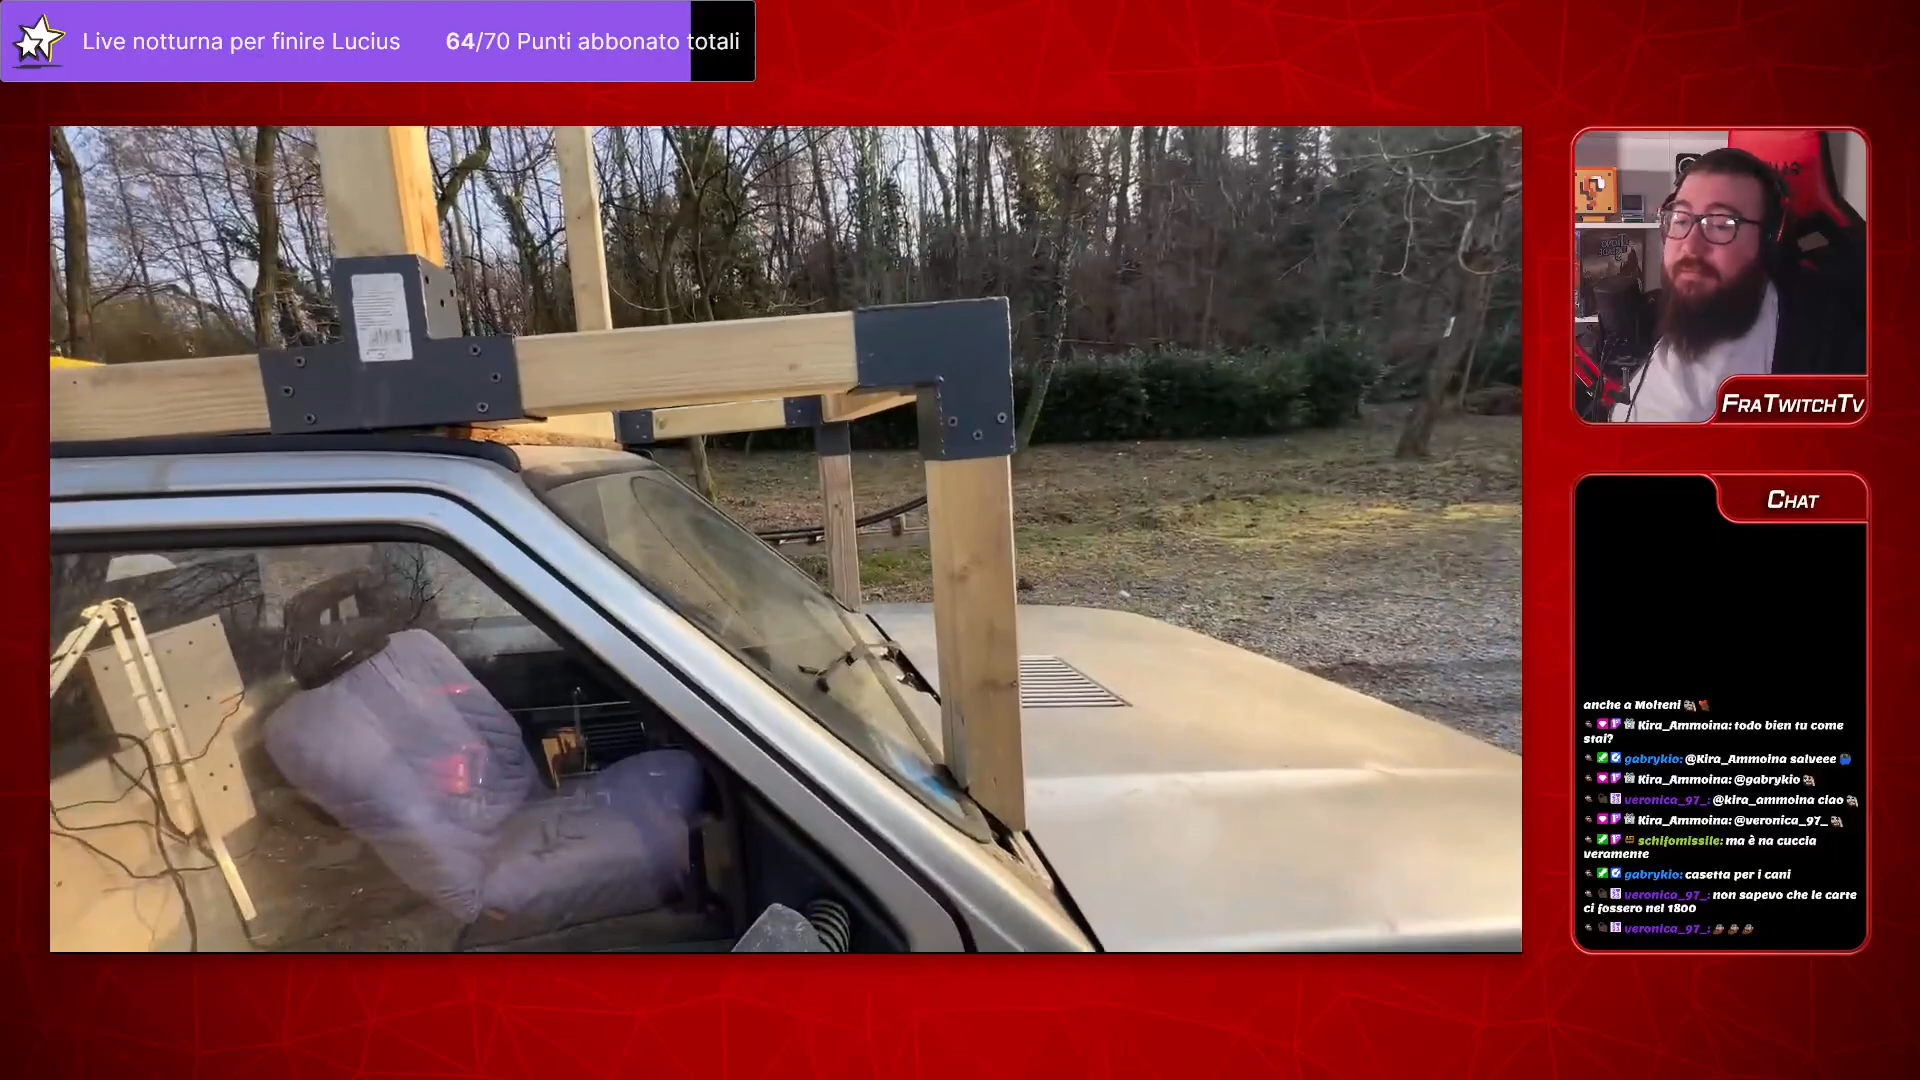 Live notturna per finire Lucius 64/70 Punti abbonato totali
FRATWITCHTV
CHAT
anche a Molteni
Kira_Ammoina: todo bien tu come
stai?
gabrykio: @Kira_Ammoina salveee
Kira_Ammoina: @gabrykio
veronica_97_: @kira_ammoina ciao
Kira_Ammoina: @veronica_97_
schifomissile: ma è na cuccia
veramente
gabrykio: casetta per i cani
veronica_97_: non sapevo che le carte
ci fossero nel 1800
veronica_97_: